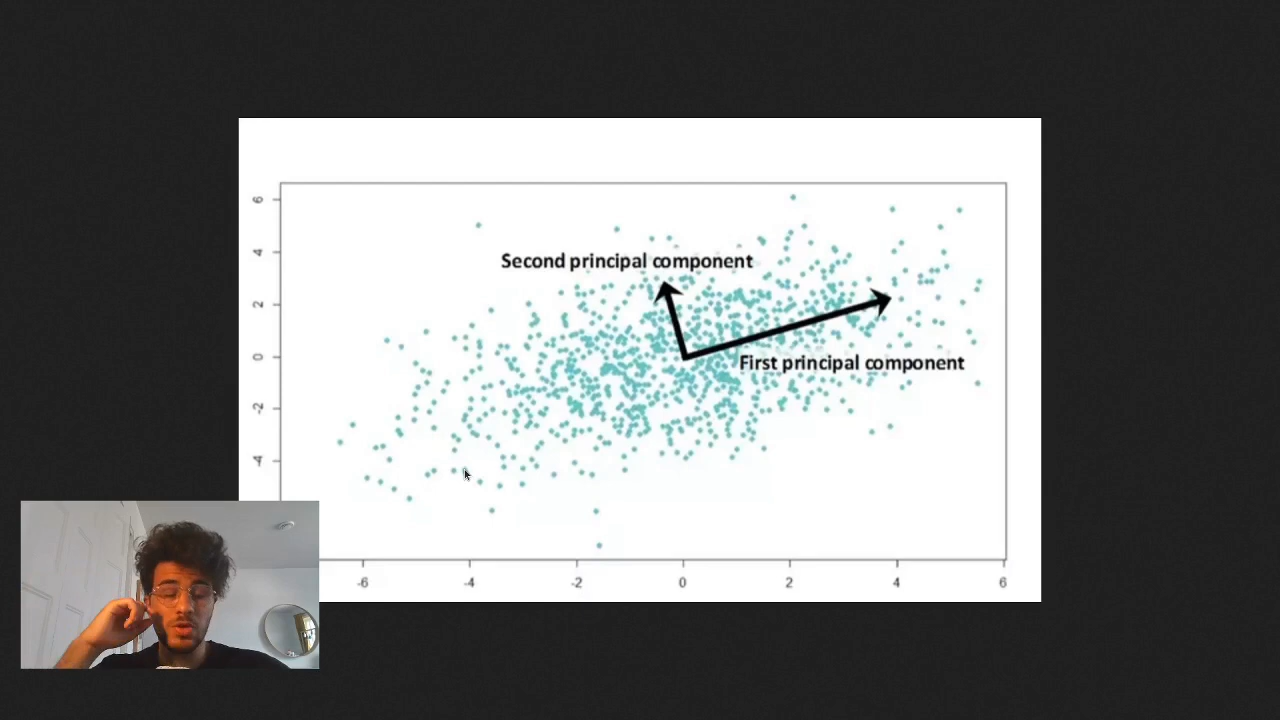 6
4
Second principal component
2
0
First principal component
-2
-4
-6 -4 -2 0 2 4 6